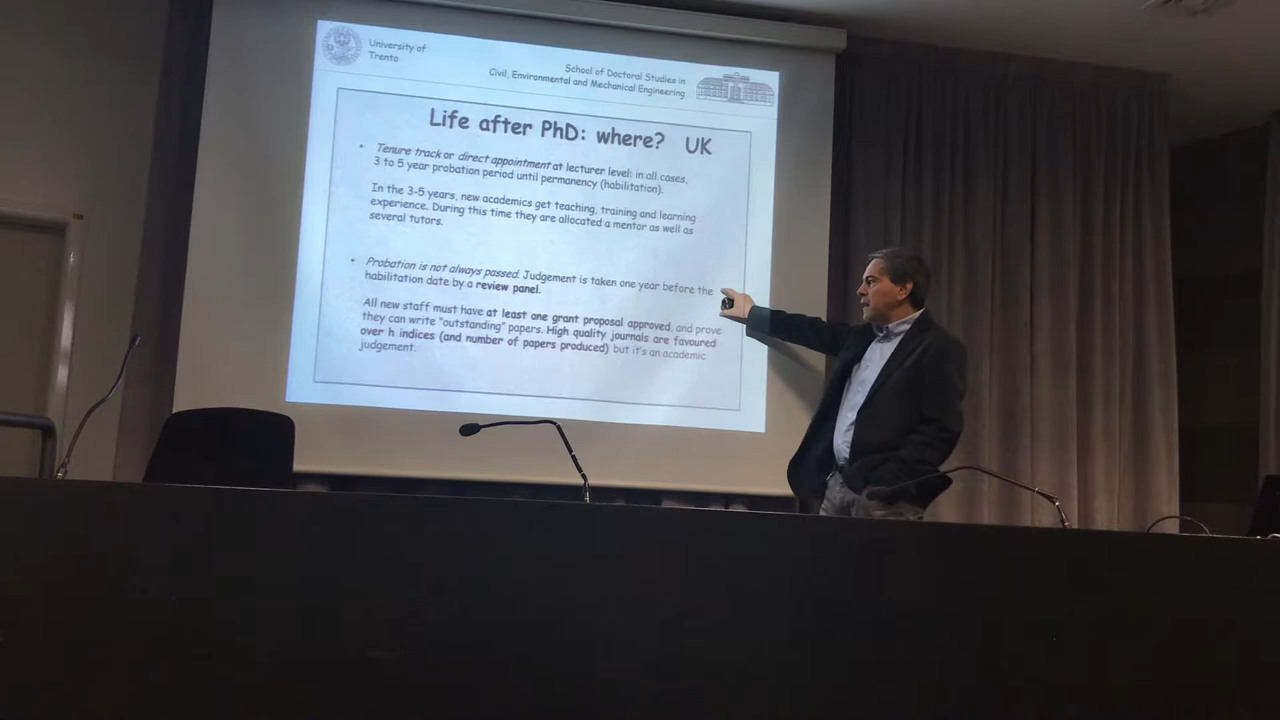 University of
Trento
School of Doctoral Studies in
Civil, Environmental and Mechanical Engineering
Life after PhD: where? UK
• Tenure track or direct appointment at lecturer level: in all cases,
3 to 5 year probation period until permanency (habilitation).
In the 3-5 years, new academics get teaching, training and learning
experience. During this time they are allocated a mentor as well as
several tutors.
• Probation is not always passed. Judgement is taken one year before the
habilitation date by a review panel.
All new staff must have at least one grant proposal approved, and prove
they can write "outstanding" papers. High quality journals are favoured
over h indices (and number of papers produced) but it's an academic
judgement.